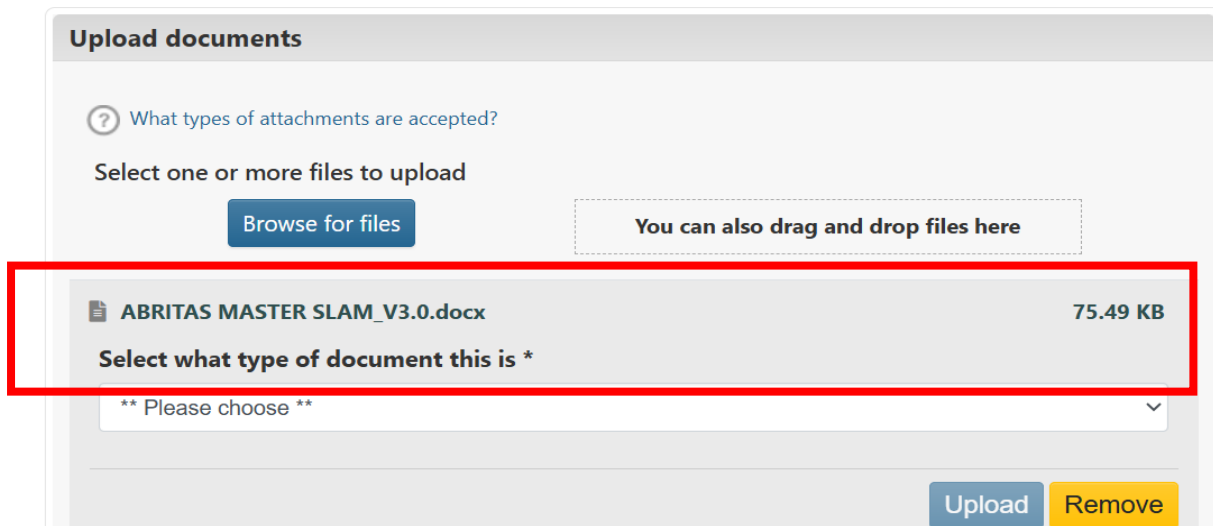 Upload documents
? What types of attachments are accepted?
Select one or more files to upload
Browse for files
You can also drag and drop files here
ABRITAS MASTER SLAM_V3.0.docx 75.49 KB
Select what type of document this is *
** Please choose **
Upload Remove